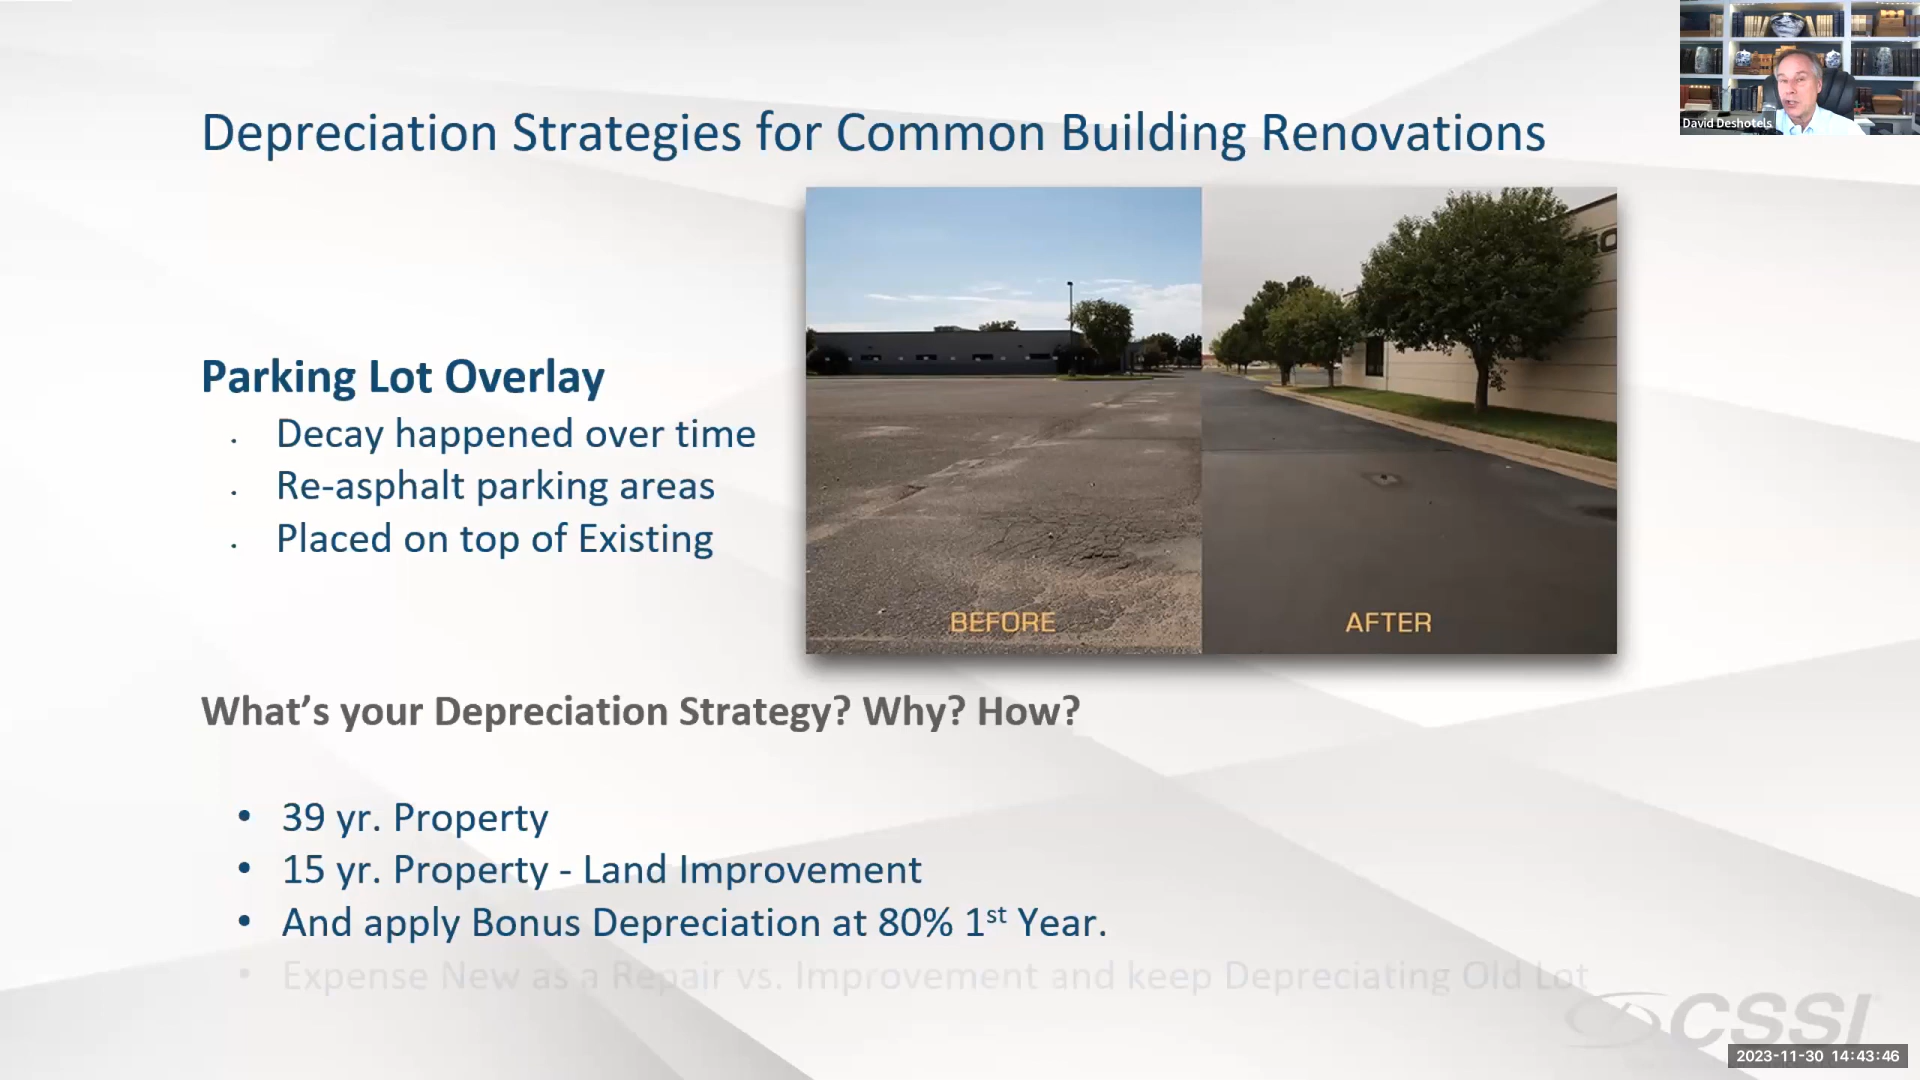 David Deshotels
Depreciation Strategies for Common Building Renovations
Parking Lot Overlay
. Decay happened over time
. Re-asphalt parking areas
. Placed on top of Existing
BEFORE
AFTER
What's your Depreciation Strategy? Why? How?
• 39 yr. Property
• 15 yr. Property - Land Improvement
• And apply Bonus Depreciation at 80% 1st Year.
• Expense New as a Repair vs. Improvement and keep Depreciating Old Lot
CSSI
2023-11-30 14:43:46